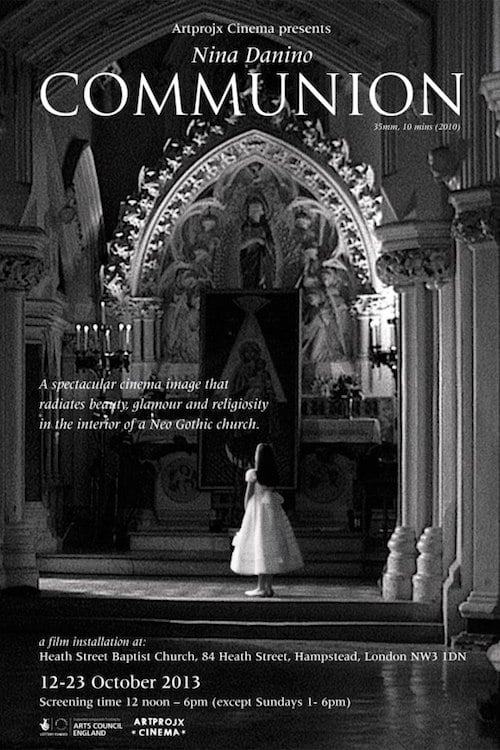 Artprojx Cinema presents
Nina Danino
COMMUNION
35mm, 10 mins (2010)
A spectacular cinema image that
radiates beauty, glamour and religiosity
in the interior of a Neo Gothic church.
a film installation at:
Heath Street Baptist Church, 84 Heath Street, Hampstead, London NW3 1DN
12-23 October 2013
Screening time 12 noon – 6pm (except Sundays 1- 6pm)
ARTS COUNCIL
ENGLAND
ARTPROJX
*CINEMA*